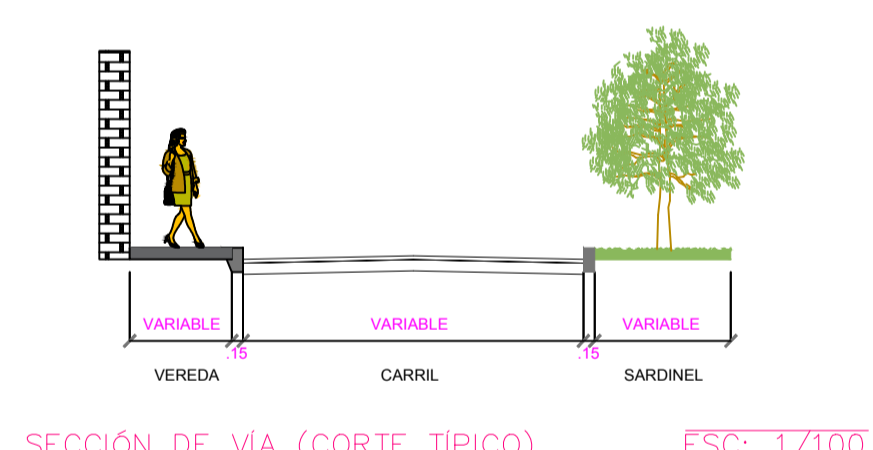 VARIABLE VARIABLE VARIABLE
.15 .15
VEREDA CARRIL SARDINEL
SECCIÓN DE VÍA (CORTE TÍPICO) ESC: 1/100